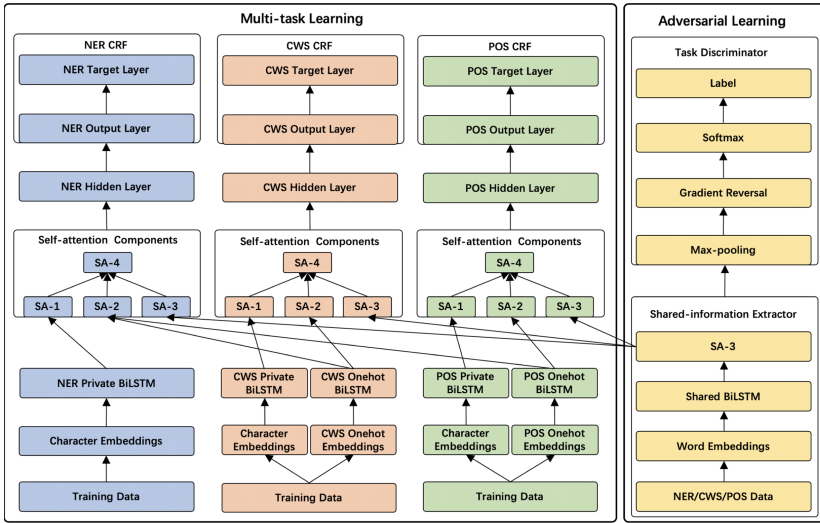 Multi-task Learning
NER CRF
NER Target Layer
NER Output Layer
NER Hidden Layer
Self-attention Components
SA-4
SA-1
SA-2
SA-3
NER Private BiLSTM
Character Embeddings
Training Data
CWS CRF
CWS Target Layer
CWS Output Layer
CWS Hidden Layer
Self-attention Components
SA-4
SA-1
SA-2
SA-3
CWS Private
BiLSTM
CWS Onehot
BiLSTM
Character
Embeddings
CWS Onehot
Embeddings
Training Data
POS CRF
POS Target Layer
POS Output Layer
POS Hidden Layer
Self-attention Components
SA-4
SA-1
SA-2
SA-3
POS Private
BiLSTM
POS Onehot
BiLSTM
Character
Embeddings
POS Onehot
Embeddings
Training Data
Adversarial Learning
Task Discriminator
Label
Softmax
Gradient Reversal
Max-pooling
Shared-information Extractor
SA-3
Shared BiLSTM
Word Embeddings
NER/CWS/POS Data